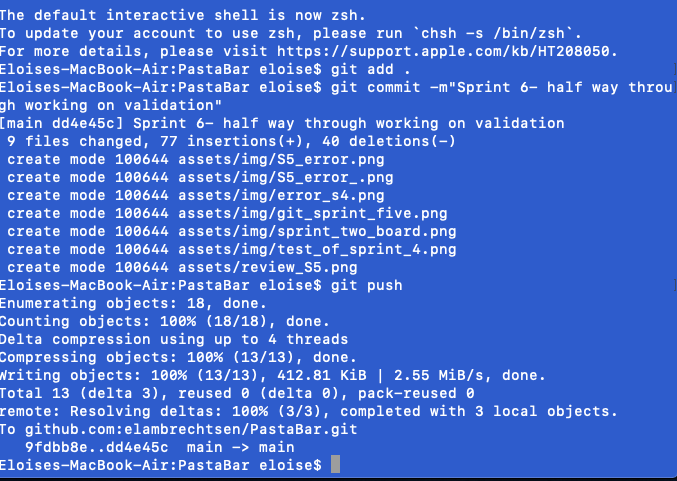 The default interactive shell is now zsh.
To update your account to use zsh, please run `chsh -s /bin/zsh`.
For more details, please visit https://support.apple.com/kb/HT208050.
Eloises-MacBook-Air:PastaBar eloise$ git add .
Eloises-MacBook-Air:PastaBar eloise$ git commit -m"Sprint 6- half way throu
gh working on validation"
[main dd4e45c] Sprint 6- half way through working on validation
 9 files changed, 77 insertions(+), 40 deletions(-)
 create mode 100644 assets/img/S5_error.png
 create mode 100644 assets/img/S5_error_.png
 create mode 100644 assets/img/error_s4.png
 create mode 100644 assets/img/git_sprint_five.png
 create mode 100644 assets/img/sprint_two_board.png
 create mode 100644 assets/img/test_of_sprint_4.png
 create mode 100644 assets/review_S5.png
Eloises-MacBook-Air:PastaBar eloise$ git push
Enumerating objects: 18, done.
Counting objects: 100% (18/18), done.
Delta compression using up to 4 threads
Compressing objects: 100% (13/13), done.
Writing objects: 100% (13/13), 412.81 KiB | 2.55 MiB/s, done.
Total 13 (delta 3), reused 0 (delta 0), pack-reused 0
remote: Resolving deltas: 100% (3/3), completed with 3 local objects.
To github.com:elambrechtsen/PastaBar.git
   9fdbb8e..dd4e45c  main -> main
Eloises-MacBook-Air:PastaBar eloise$